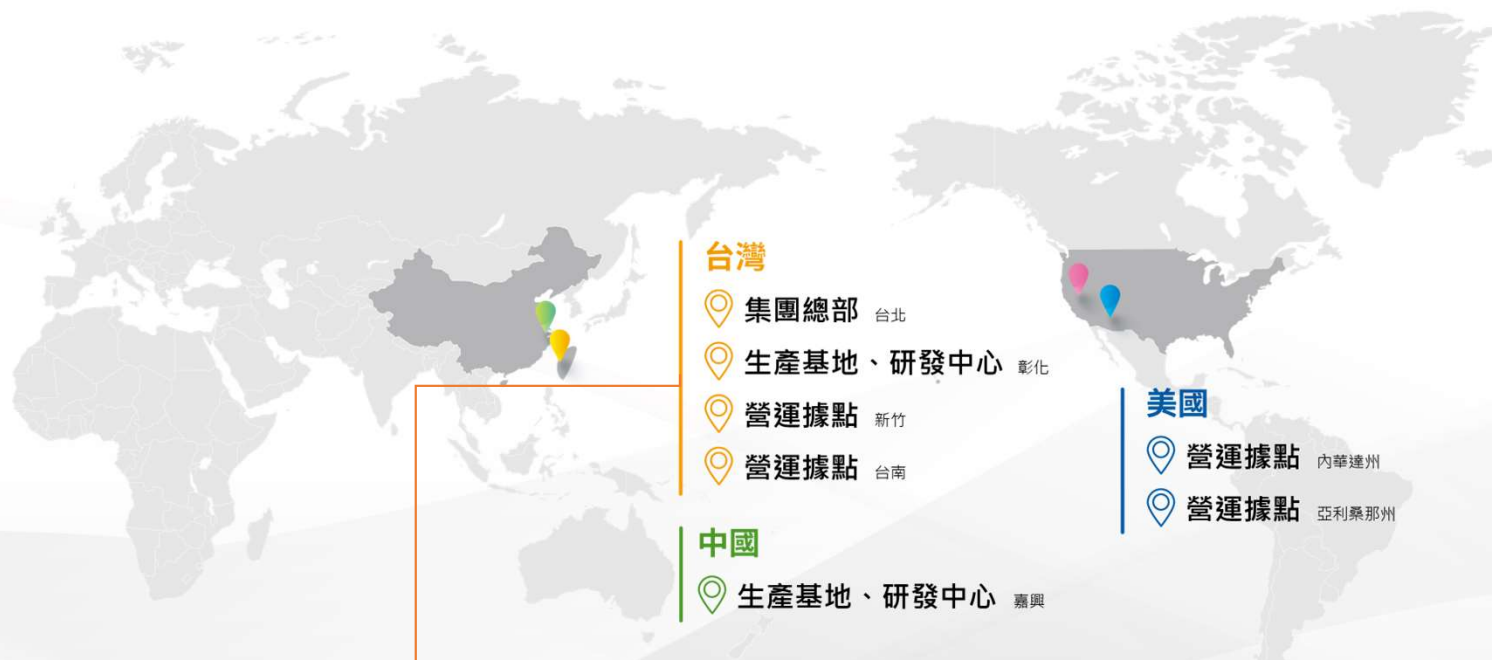 台灣
集團總部 台北
生產基地、研發中心 彰化
營運據點 新竹
營運據點 台南
中國
生產基地、研發中心 嘉興
美國
營運據點 內華達州
營運據點 亞利桑那州